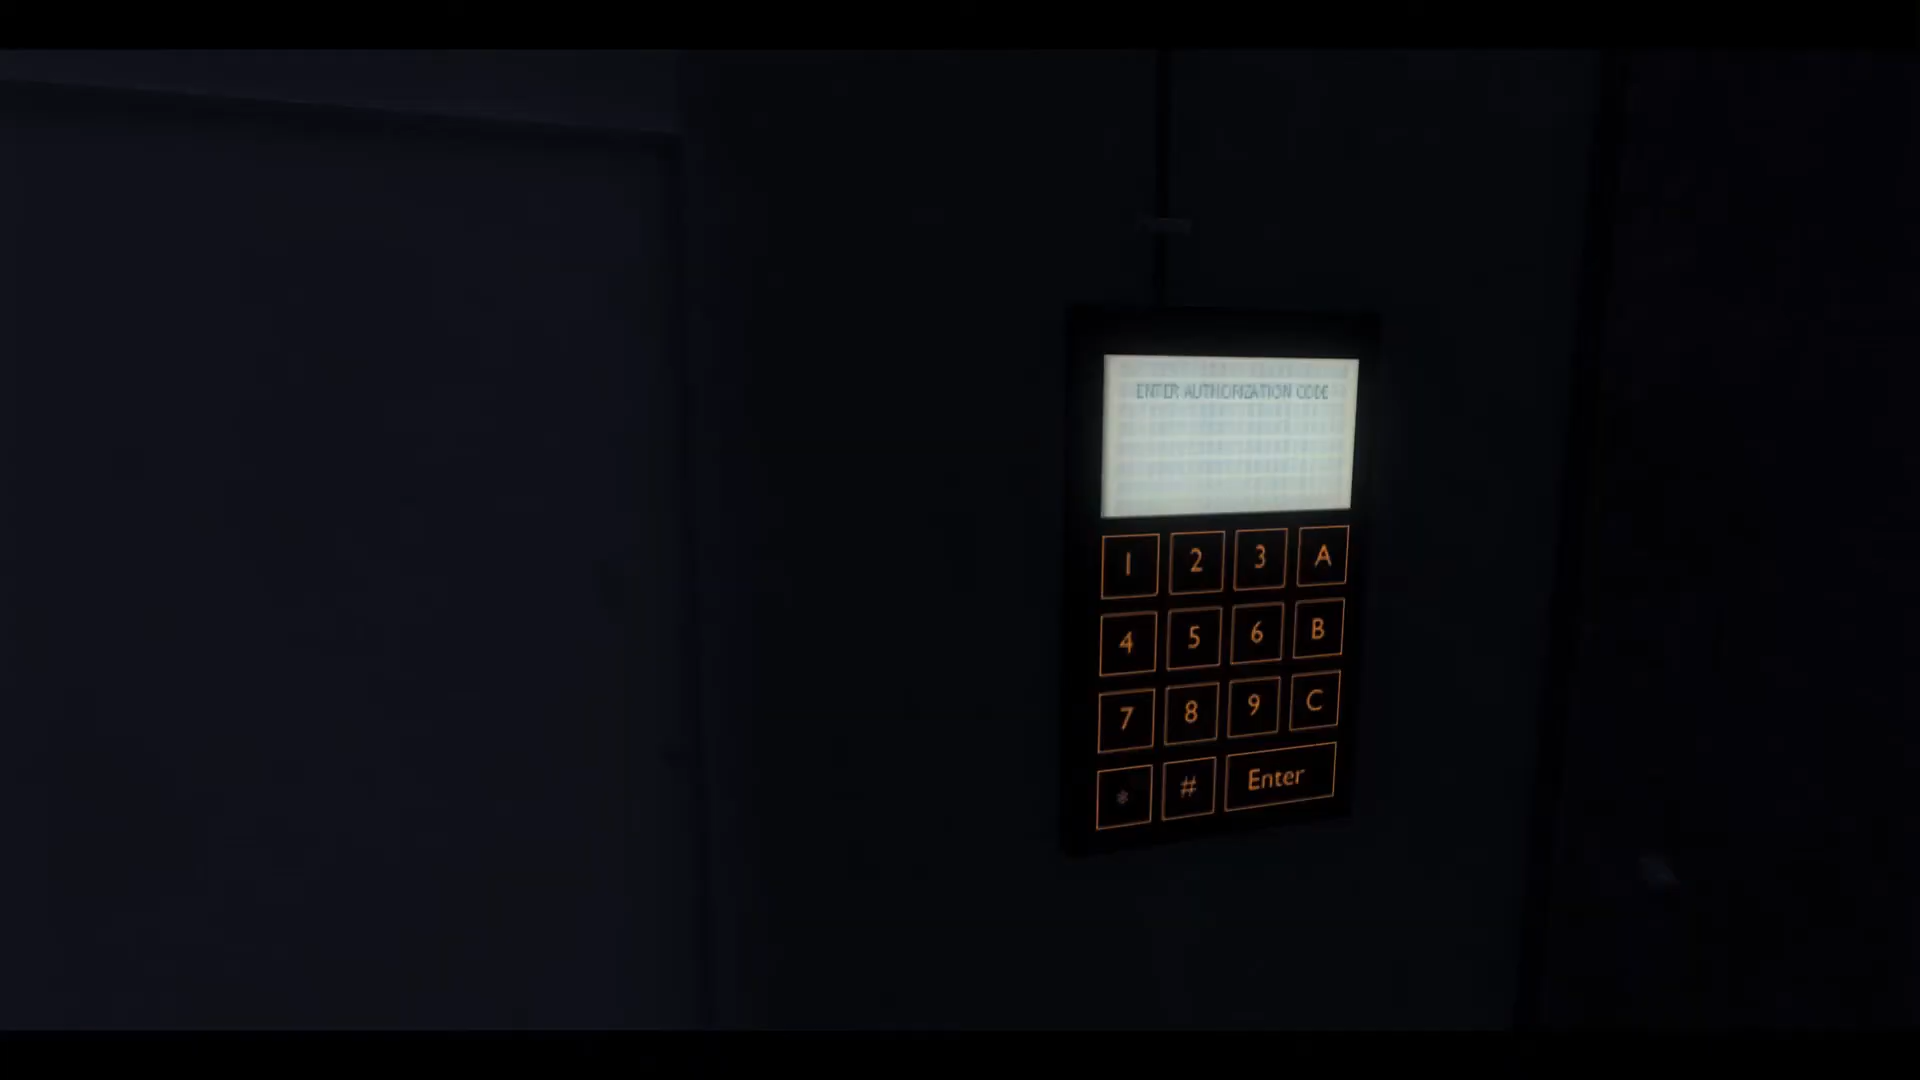 ENTER AUTHORIZATION CODE
1 2 3 A
4 5 6 B
7 8 9 C
* # Enter